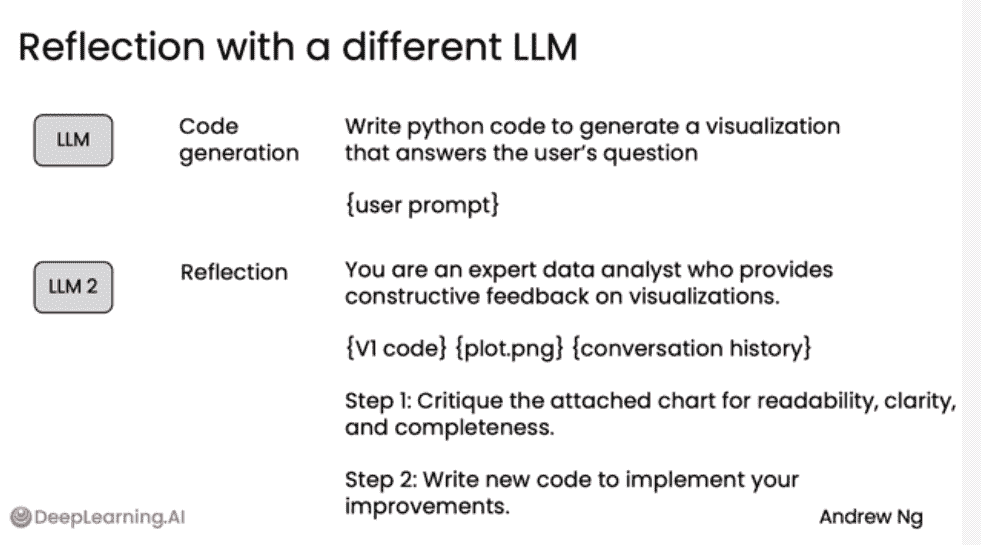 Reflection with a different LLM
LLM
Code
generation
Write python code to generate a visualization
that answers the user's question
{user prompt}
LLM 2
Reflection
You are an expert data analyst who provides
constructive feedback on visualizations.
{V1 code} {plot.png} {conversation history}
Step 1: Critique the attached chart for readability, clarity,
and completeness.
Step 2: Write new code to implement your
improvements.
DeepLearning.AI
Andrew Ng